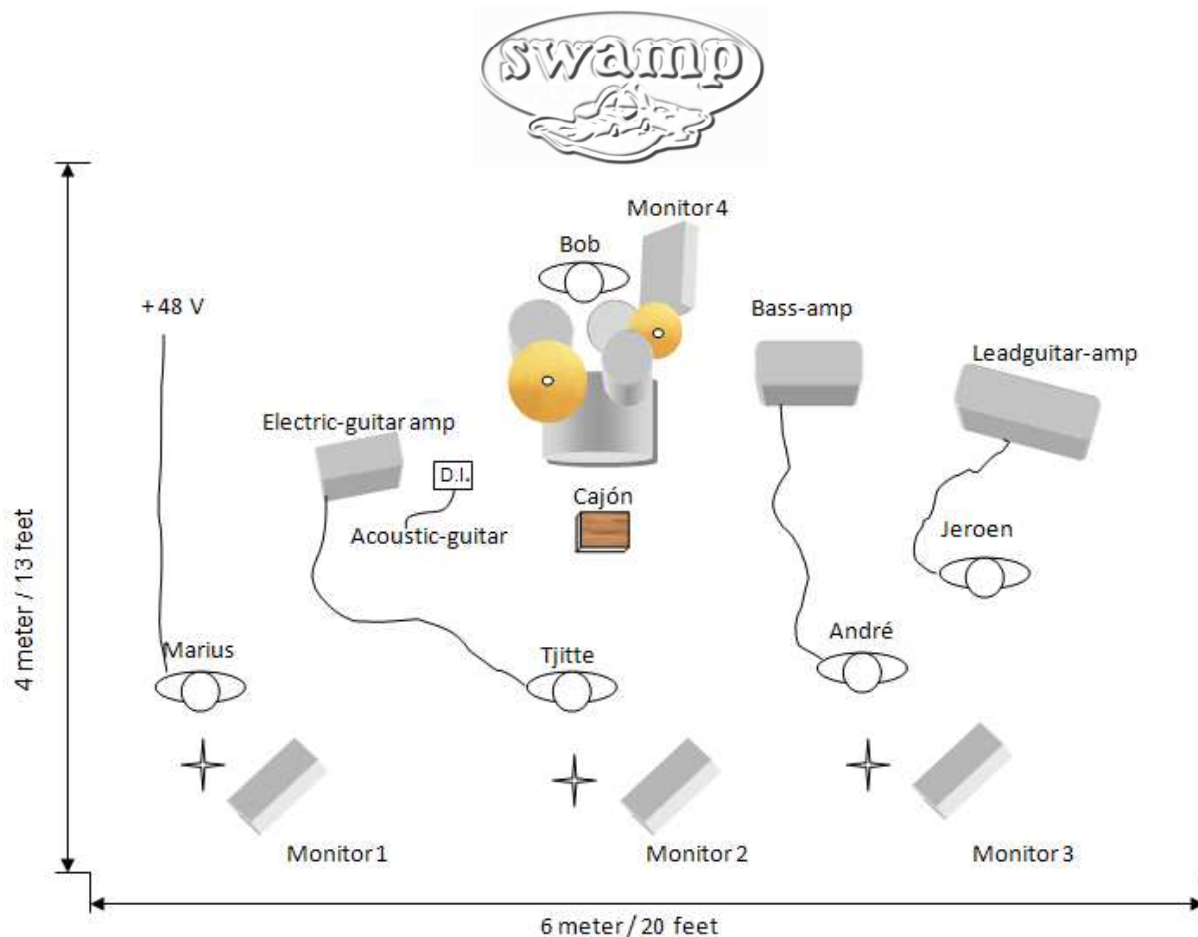 swamp
Monitor 4
Bob
+ 48 V
Bass-amp
Leadguitar-amp
Electric-guitar amp
D.I.
Cajón
Acoustic-guitar
Jeroen
André
Marius
Tjitte
4 meter / 13 feet
Monitor 1
Monitor 2
Monitor 3
6 meter / 20 feet